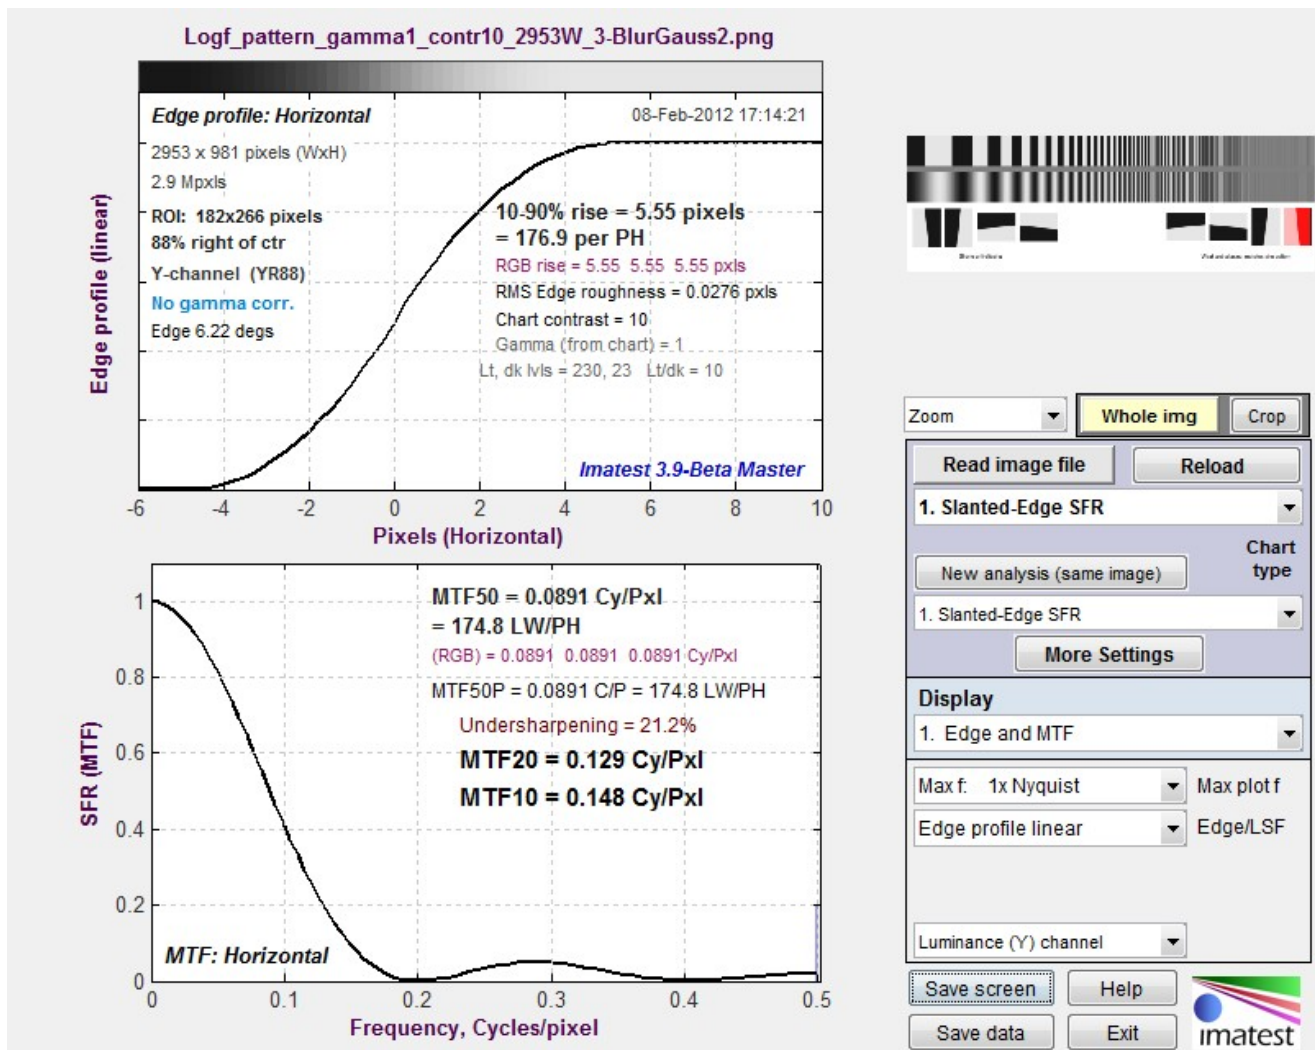 Logf_pattern_gamma1_contr10_2953W_3-BlurGauss2.png
Edge profile: Horizontal
08-Feb-2012 17:14:21
2953 x 981 pixels (WxH)
2.9 Mpxls
ROI: 182x266 pixels
88% right of ctr
Y-channel (YR88)
No gamma corr.
Edge 6.22 degs
10-90% rise = 5.55 pixels
= 176.9 per PH
RGB rise = 5.55 5.55 5.55 pxls
RMS Edge roughness = 0.0276 pxls
Chart contrast = 10
Gamma (from chart) = 1
Lt, dk lvls = 230, 23 Lt/dk = 10
Imatest 3.9-Beta Master
Edge profile (linear)
-6 -4 -2 0 2 4 6 8 10
Pixels (Horizontal)
MTF50 = 0.0891 Cy/Pxl
= 174.8 LW/PH
(RGB) = 0.0891 0.0891 0.0891 Cy/Pxl
MTF50P = 0.0891 C/P = 174.8 LW/PH
Undersharpening = 21.2%
MTF20 = 0.129 Cy/Pxl
MTF10 = 0.148 Cy/Pxl
MTF: Horizontal
SFR (MTF)
1
0.8
0.6
0.4
0.2
0
0 0.1 0.2 0.3 0.4 0.5
Frequency, Cycles/pixel
Zoom
Whole img
Crop
Read image file
Reload
1. Slanted-Edge SFR
Chart
type
New analysis (same image)
1. Slanted-Edge SFR
More Settings
Display
1. Edge and MTF
Max f: 1x Nyquist
Max plot f
Edge profile linear
Edge/LSF
Luminance (Y) channel
Save screen
Help
Save data
Exit
imatest